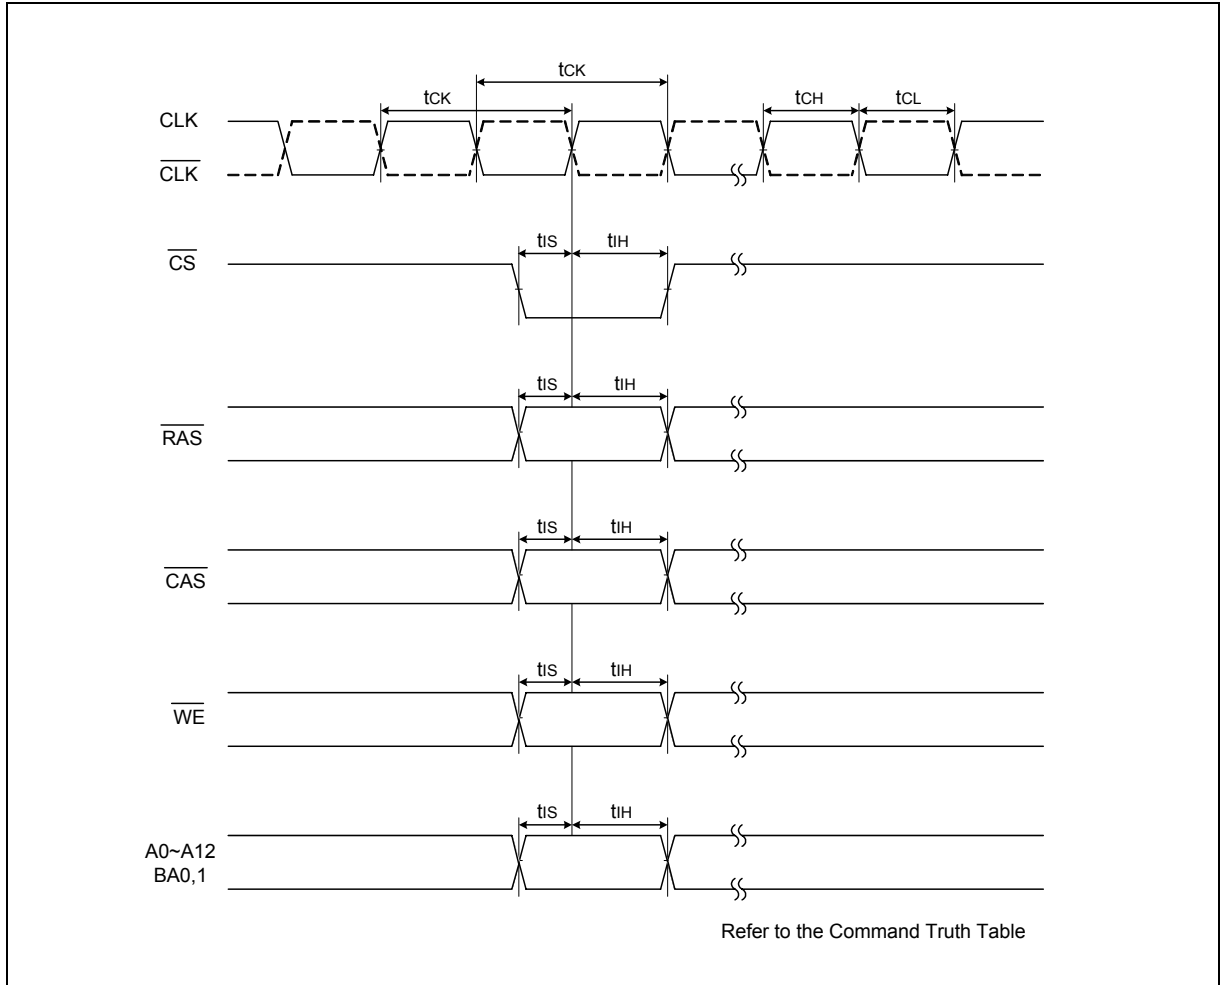 tCK
tCK
tCH
tCL
CLK
CLK
tIS
tIH
CS
tIS
tIH
RAS
tIS
tIH
CAS
tIS
tIH
WE
tIS
tIH
A0~A12
BA0,1
Refer to the Command Truth Table